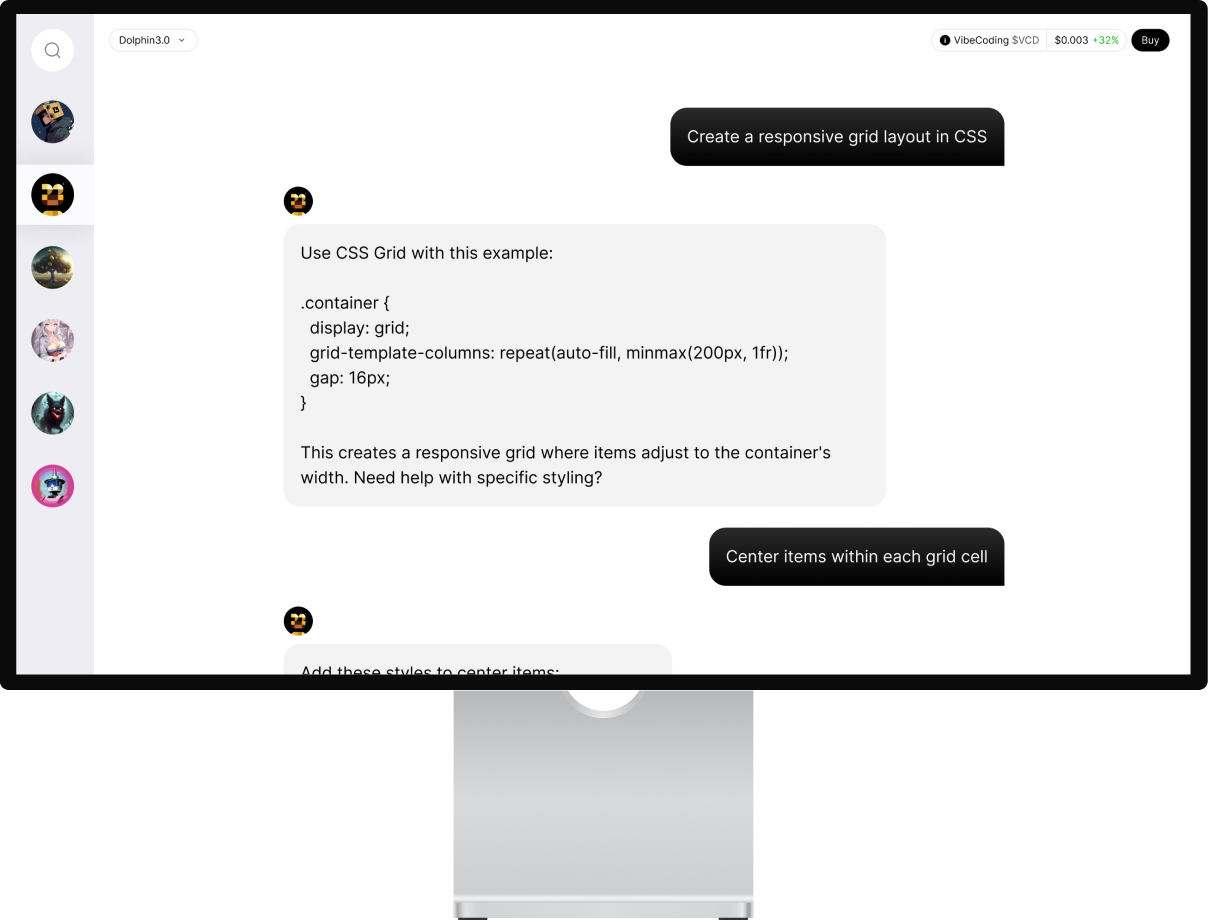 Dolphin3.0
VibeCoding $VCD $0.003 +32% Buy
Create a responsive grid layout in CSS
Use CSS Grid with this example:
.container {
  display: grid;
  grid-template-columns: repeat(auto-fill, minmax(200px, 1fr));
  gap: 16px;
}
This creates a responsive grid where items adjust to the container's
width. Need help with specific styling?
Center items within each grid cell
Add these styles to center items: